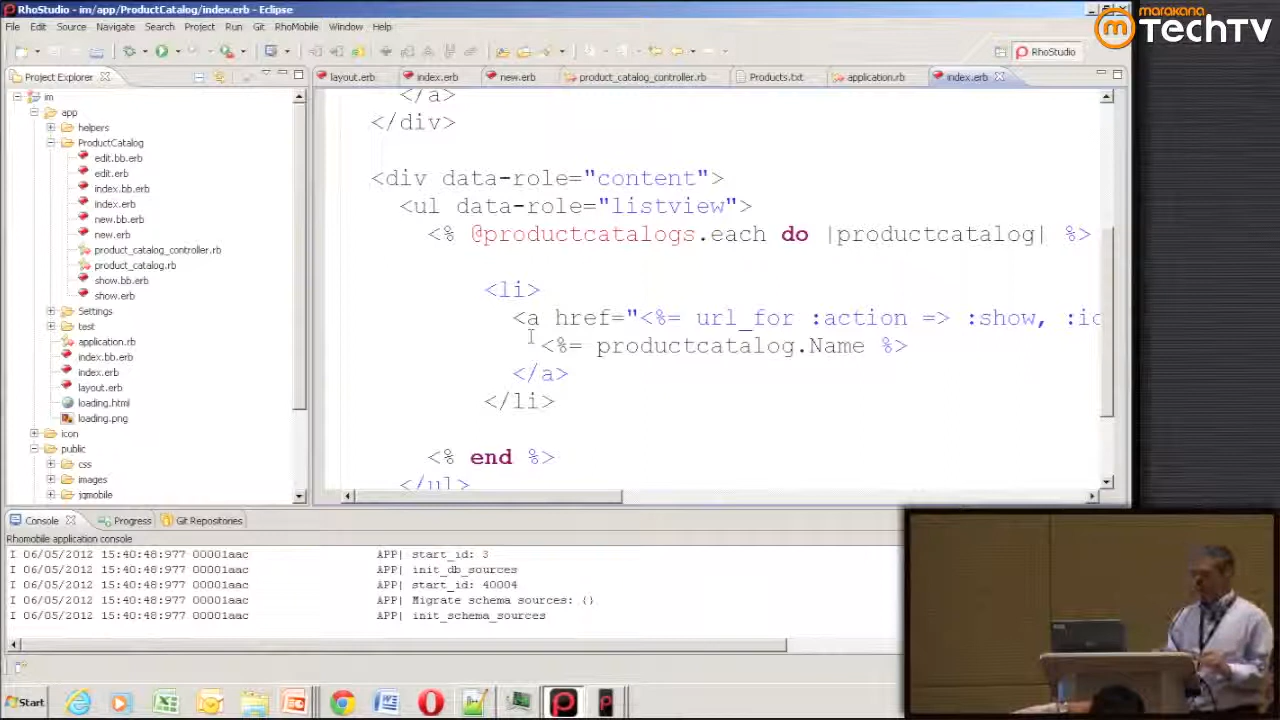 RhoStudio - im/app/ProductCatalog/index.erb - Eclipse
marakana
TechTV
File Edit Source Navigate Search Project Run Git RhoMobile Window Help
RhoStudio
Project Explorer
layout.erb index.erb new.erb product_catalog_controller.rb Products.txt application.rb index.erb
im
app
helpers
ProductCatalog
edit.bb.erb
edit.erb
index.bb.erb
index.erb
new.bb.erb
new.erb
product_catalog_controller.rb
product_catalog.rb
show.bb.erb
show.erb
Settings
test
application.rb
index.bb.erb
index.erb
layout.erb
loading.html
loading.png
icon
public
css
images
jqmobile
</a>
</div>
<div data-role="content">
<ul data-role="listview">
<% @productcatalogs.each do |productcatalog| %>
<li>
<a href="<%= url_for :action => :show, :id
<%= productcatalog.Name %>
</a>
</li>
<% end %>
</ul>
Console Progress Git Repositories
Rhomobile application console
I 06/05/2012 15:40:48:977 00001aac APP| start_id: 3
I 06/05/2012 15:40:48:977 00001aac APP| init_db_sources
I 06/05/2012 15:40:48:977 00001aac APP| start_id: 40004
I 06/05/2012 15:40:48:977 00001aac APP| Migrate schema sources: {}
I 06/05/2012 15:40:48:977 00001aac APP| init_schema_sources
Start